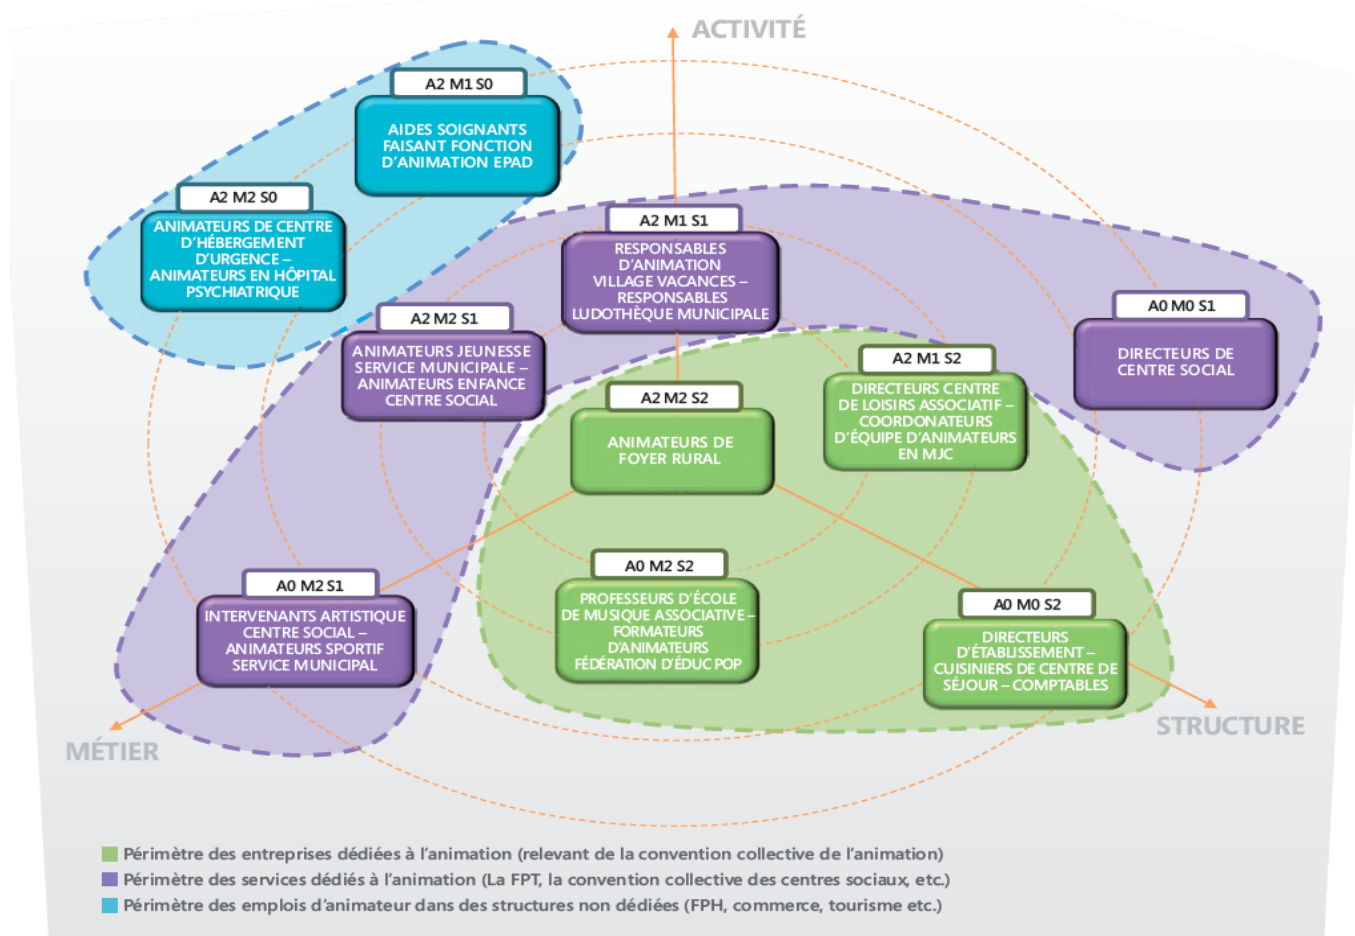 ACTIVITÉ
A2 M1 S0
AIDES SOIGNANTS
FAISANT FONCTION
D'ANIMATION EPAD
A2 M2 S0
ANIMATEURS DE CENTRE
D'HÉBERGEMENT
D'URGENCE –
ANIMATEURS EN HÔPITAL
PSYCHIATRIQUE
A2 M1 S1
RESPONSABLES
D'ANIMATION
VILLAGE VACANCES –
RESPONSABLES
LUDOTHÈQUE MUNICIPALE
A2 M2 S1
ANIMATEURS JEUNESSE
SERVICE MUNICIPALE –
ANIMATEURS ENFANCE
CENTRE SOCIAL
A0 M0 S1
DIRECTEURS DE
CENTRE SOCIAL
A2 M1 S2
DIRECTEURS CENTRE
DE LOISIRS ASSOCIATIF –
COORDONATEURS
D'ÉQUIPE D'ANIMATEURS
EN MJC
A2 M2 S2
ANIMATEURS DE
FOYER RURAL
A0 M2 S1
INTERVENANTS ARTISTIQUE
CENTRE SOCIAL –
ANIMATEURS SPORTIF
SERVICE MUNICIPAL
A0 M2 S2
PROFESSEURS D'ÉCOLE
DE MUSIQUE ASSOCIATIVE –
FORMATEURS
D'ANIMATEURS
FÉDÉRATION D'ÉDUC POP
A0 M0 S2
DIRECTEURS
D'ÉTABLISSEMENT –
CUISINIERS DE CENTRE DE
SÉJOUR – COMPTABLES
MÉTIER
STRUCTURE
Périmètre des entreprises dédiées à l'animation (relevant de la convention collective de l'animation)
Périmètre des services dédiés à l'animation (La FPT, la convention collective des centres sociaux, etc.)
Périmètre des emplois d'animateur dans des structures non dédiées (FPH, commerce, tourisme etc.)